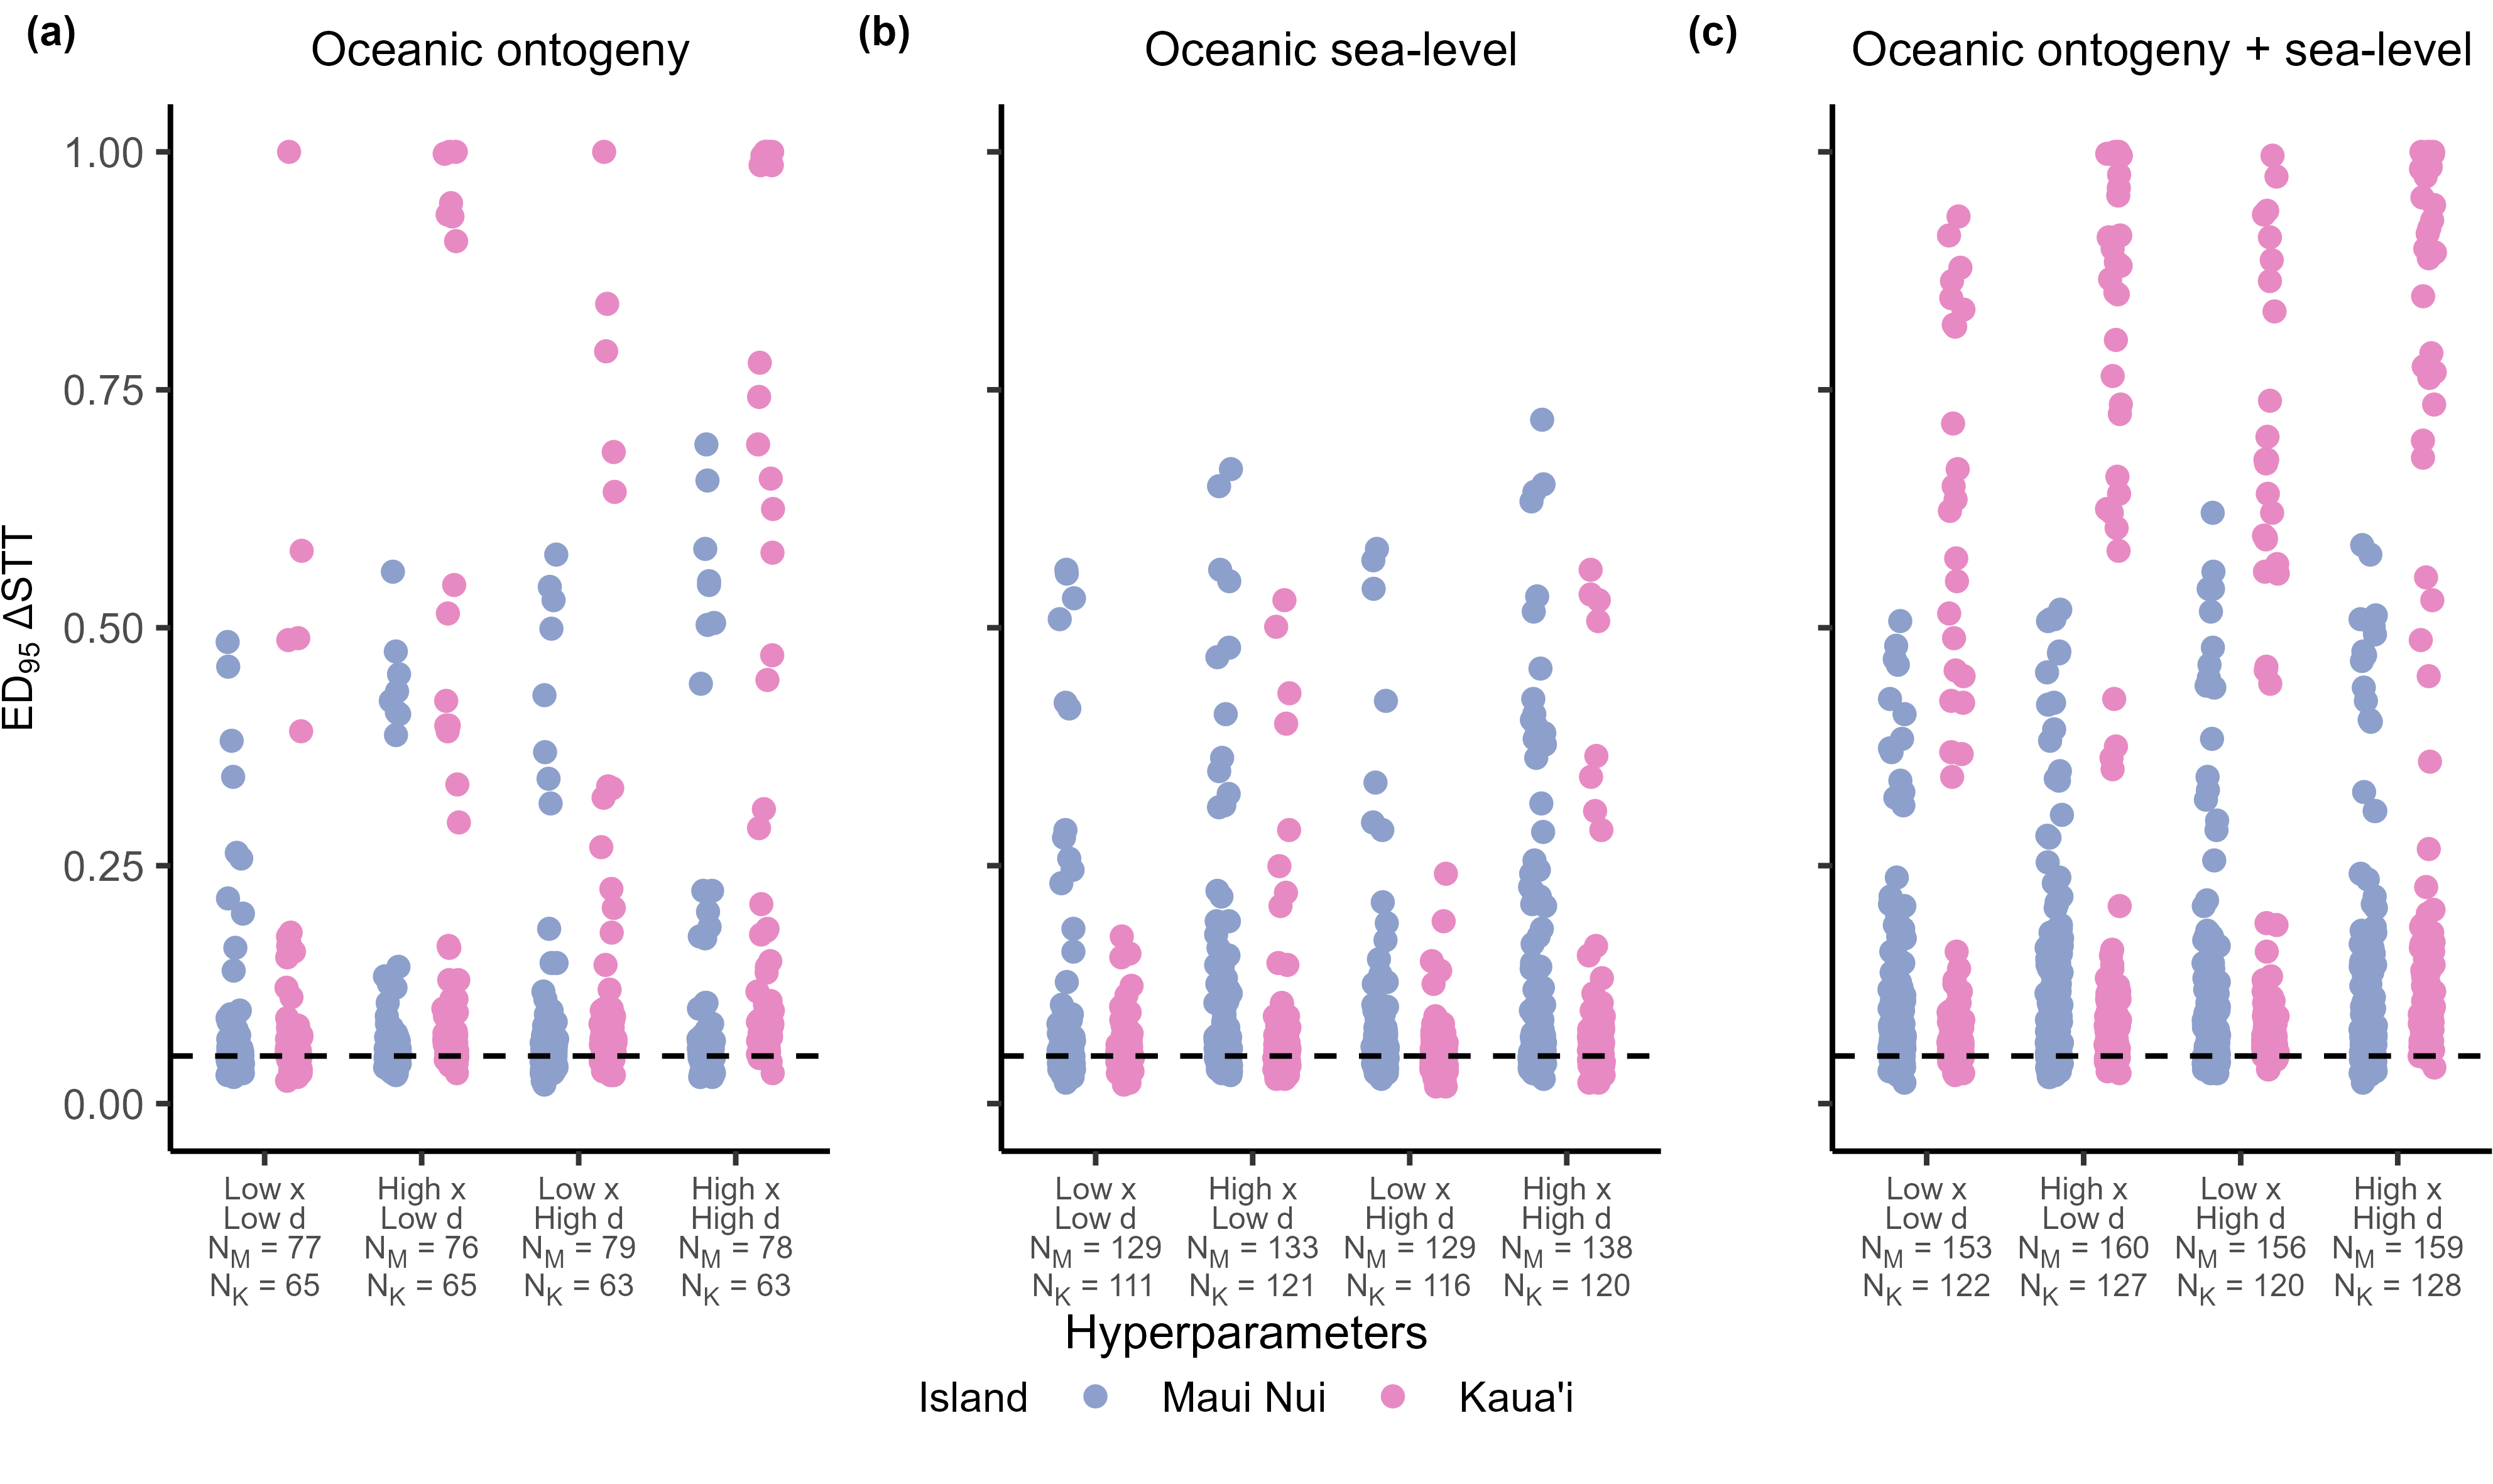 (a) Oceanic ontogeny
(b) Oceanic sea-level
(c) Oceanic ontogeny + sea-level
ED95 ΔSTT
1.00
0.75
0.50
0.25
0.00
Low x High x Low x High x
Low d Low d High d High d
NM = 77 NM = 76 NM = 79 NM = 78
NK = 65 NK = 65 NK = 63 NK = 63
Low x High x Low x High x
Low d Low d High d High d
NM = 129 NM = 133 NM = 129 NM = 138
NK = 111 NK = 121 NK = 116 NK = 120
Low x High x Low x High x
Low d Low d High d High d
NM = 153 NM = 160 NM = 156 NM = 159
NK = 122 NK = 127 NK = 120 NK = 128
Hyperparameters
Island Maui Nui Kaua'i